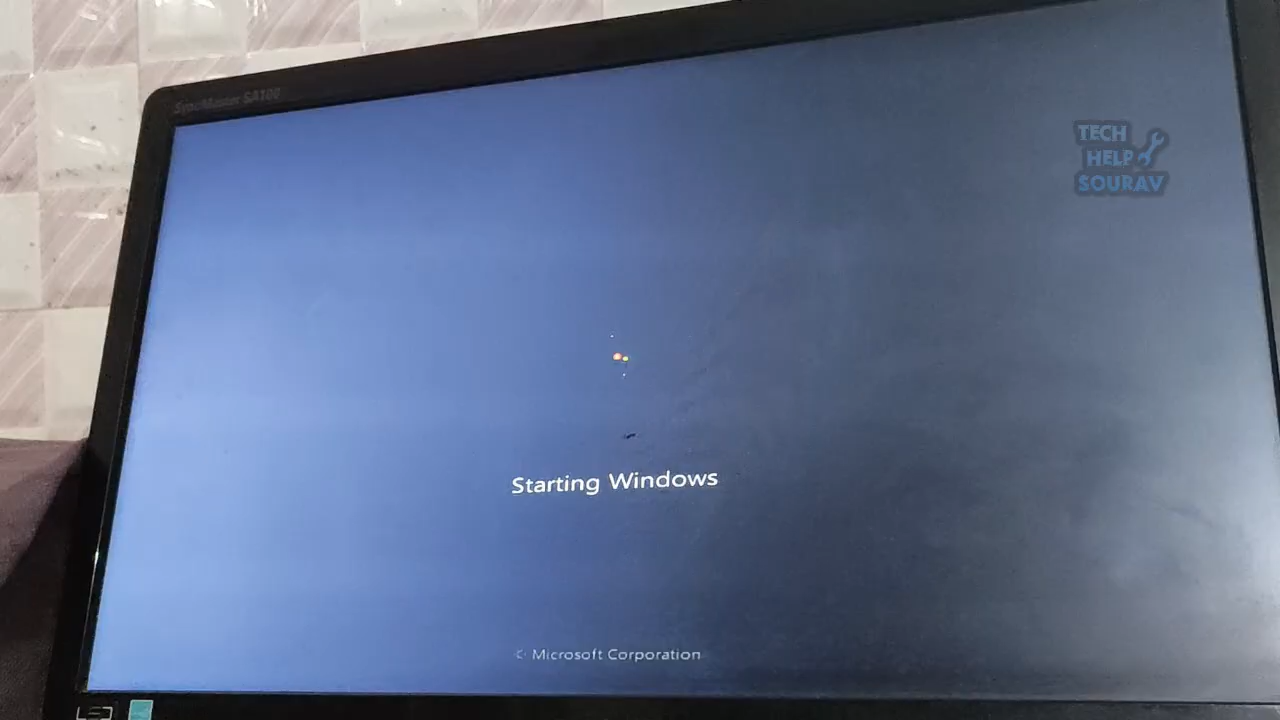 SyncMaster SA100
TECH
HELP
SOURAV
Starting Windows
© Microsoft Corporation